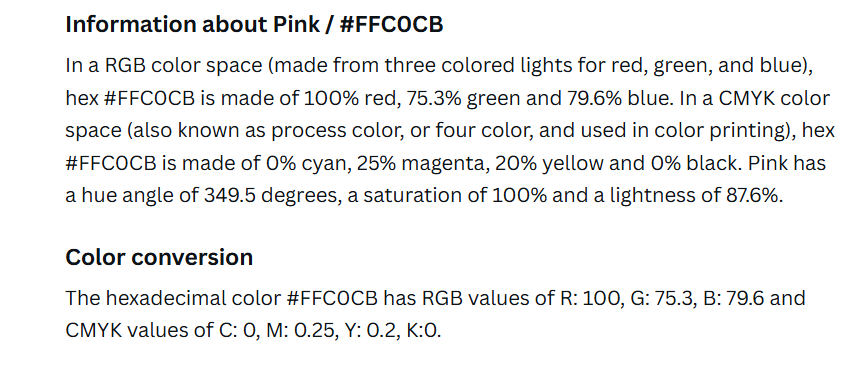 Information about Pink / #FFC0CB
In a RGB color space (made from three colored lights for red, green, and blue),
hex #FFC0CB is made of 100% red, 75.3% green and 79.6% blue. In a CMYK color
space (also known as process color, or four color, and used in color printing), hex
#FFC0CB is made of 0% cyan, 25% magenta, 20% yellow and 0% black. Pink has
a hue angle of 349.5 degrees, a saturation of 100% and a lightness of 87.6%.
Color conversion
The hexadecimal color #FFC0CB has RGB values of R: 100, G: 75.3, B: 79.6 and
CMYK values of C: 0, M: 0.25, Y: 0.2, K:0.